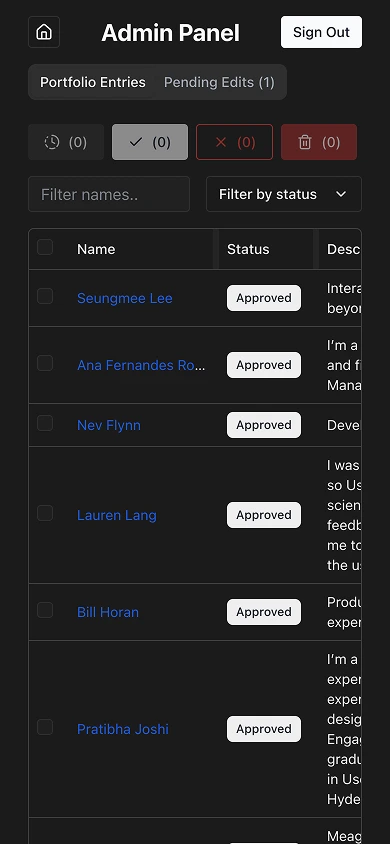 Admin Panel
Sign Out
Portfolio Entries
Pending Edits (1)
(0)
(0)
(0)
(0)
Filter names..
Filter by status
Name
Status
Desc
Seungmee Lee
Approved
Intera
beyon
Ana Fernandes Ro...
Approved
I'm a
and fi
Mana
Nev Flynn
Approved
Devel
Lauren Lang
Approved
I was
so Us
scien
feedb
me to
the us
Bill Horan
Approved
Produ
exper
Pratibha Joshi
Approved
I'm a
exper
exper
desig
Engag
gradu
in Use
Hyde
Meag